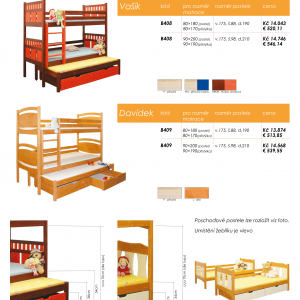 Vašík
kód
pro rozměr matrace
rozměr postele
cena
B408
80×180 (postel)
80×170 (přistýlka)
v.175, š.88, d.190
Kč 14,043
€ 520,11
B408
90×200 (postel)
90×190 (přistýlka)
v.175, š.98, d.210
Kč 14,746
€ 546,14
Davídek
kód
pro rozměr matrace
rozměr postele
cena
B409
80×180 (postel)
80×170 (přistýlka)
v.175, š.88, d.190
Kč 13,874
€ 513,85
B409
90×200 (postel)
90×190 (přistýlka)
v.175, š.98, d.210
Kč 14,568
€ 539,55
Poschoďové postele lze rozložit viz foto.
Umístění žebříku je vlevo